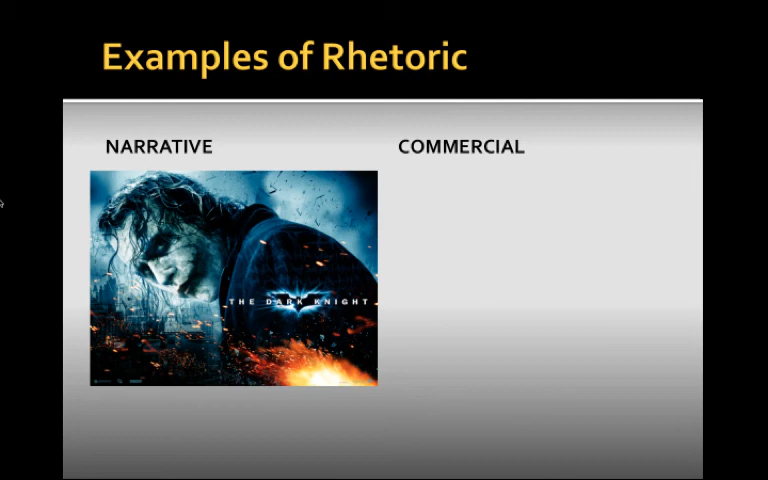 Examples of Rhetoric
NARRATIVE
COMMERCIAL
THE DARK KNIGHT